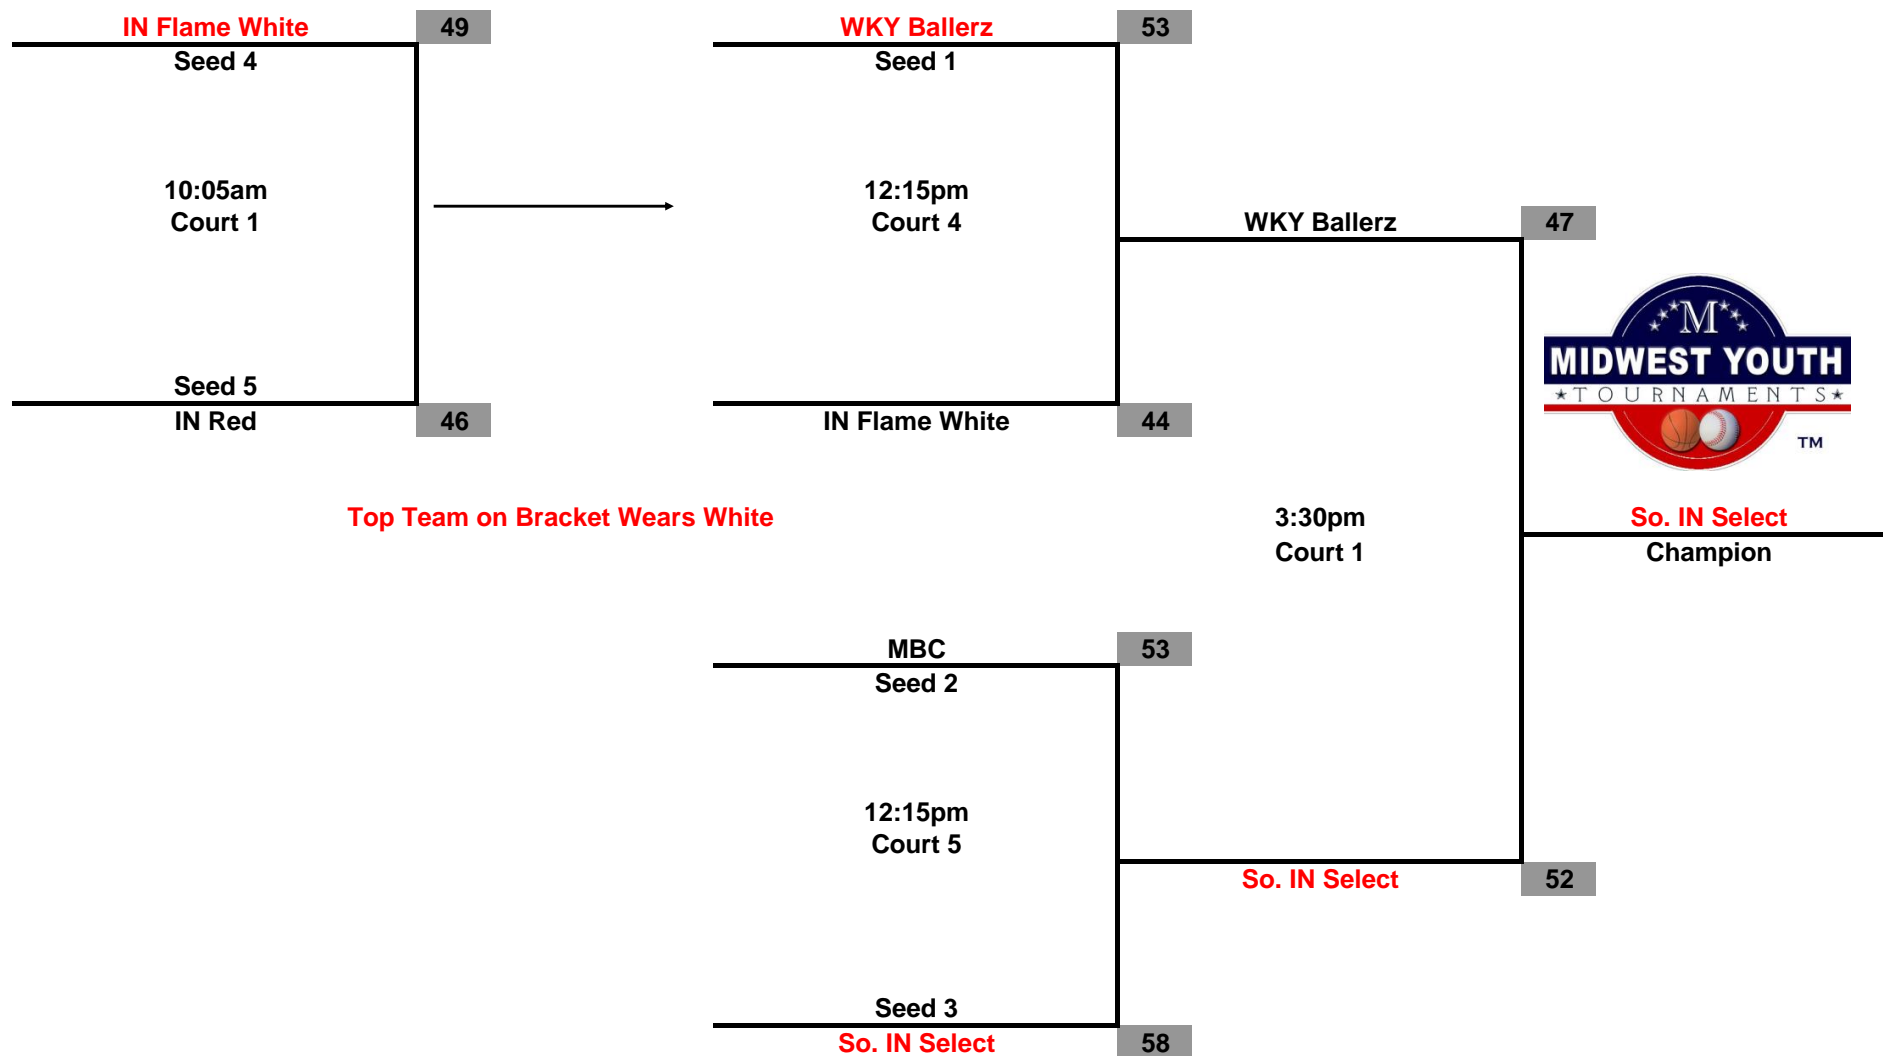 IN Flame White 49
Seed 4
10:05am
Court 1
Seed 5
IN Red 46
WKY Ballerz 53
Seed 1
12:15pm
Court 4
IN Flame White 44
Top Team on Bracket Wears White
MBC 53
Seed 2
12:15pm
Court 5
Seed 3
So. IN Select 58
WKY Ballerz 47
3:30pm
Court 1
So. IN Select 52
M
MIDWEST YOUTH
TOURNAMENTS
TM
So. IN Select
Champion